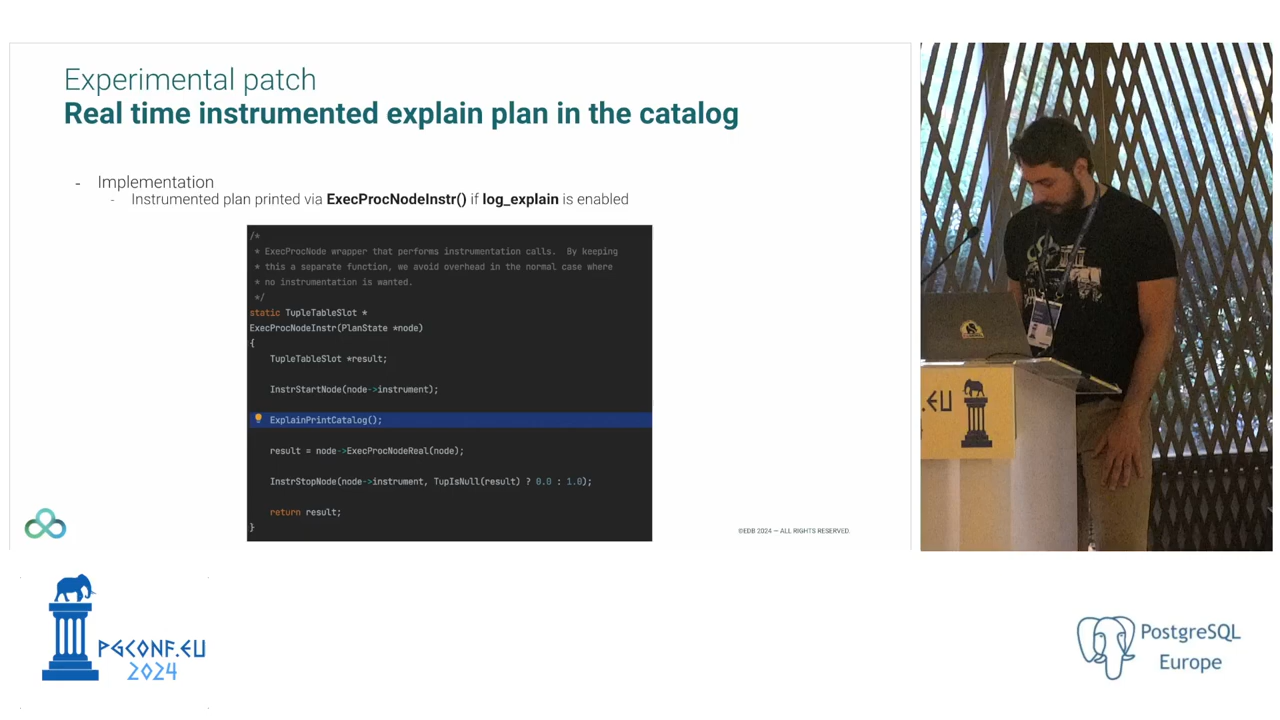 Experimental patch
Real time instrumented explain plan in the catalog
- Implementation
- Instrumented plan printed via ExecProcNodeInstr() if log_explain is enabled
/*
* ExecProcNode wrapper that performs instrumentation calls. By keeping
* this a separate function, we avoid overhead in the normal case where
* no instrumentation is wanted.
*/
static TupleTableSlot *
ExecProcNodeInstr(PlanState *node)
{
TupleTableSlot *result;
InstrStartNode(node->instrument);
ExplainPrintCatalog();
result = node->ExecProcNodeReal(node);
InstrStopNode(node->instrument, TupIsNull(result) ? 0.0 : 1.0);
return result;
}
©EDB 2024 — ALL RIGHTS RESERVED.
.EU
PGCONF.EU
2024
PostgreSQL
Europe